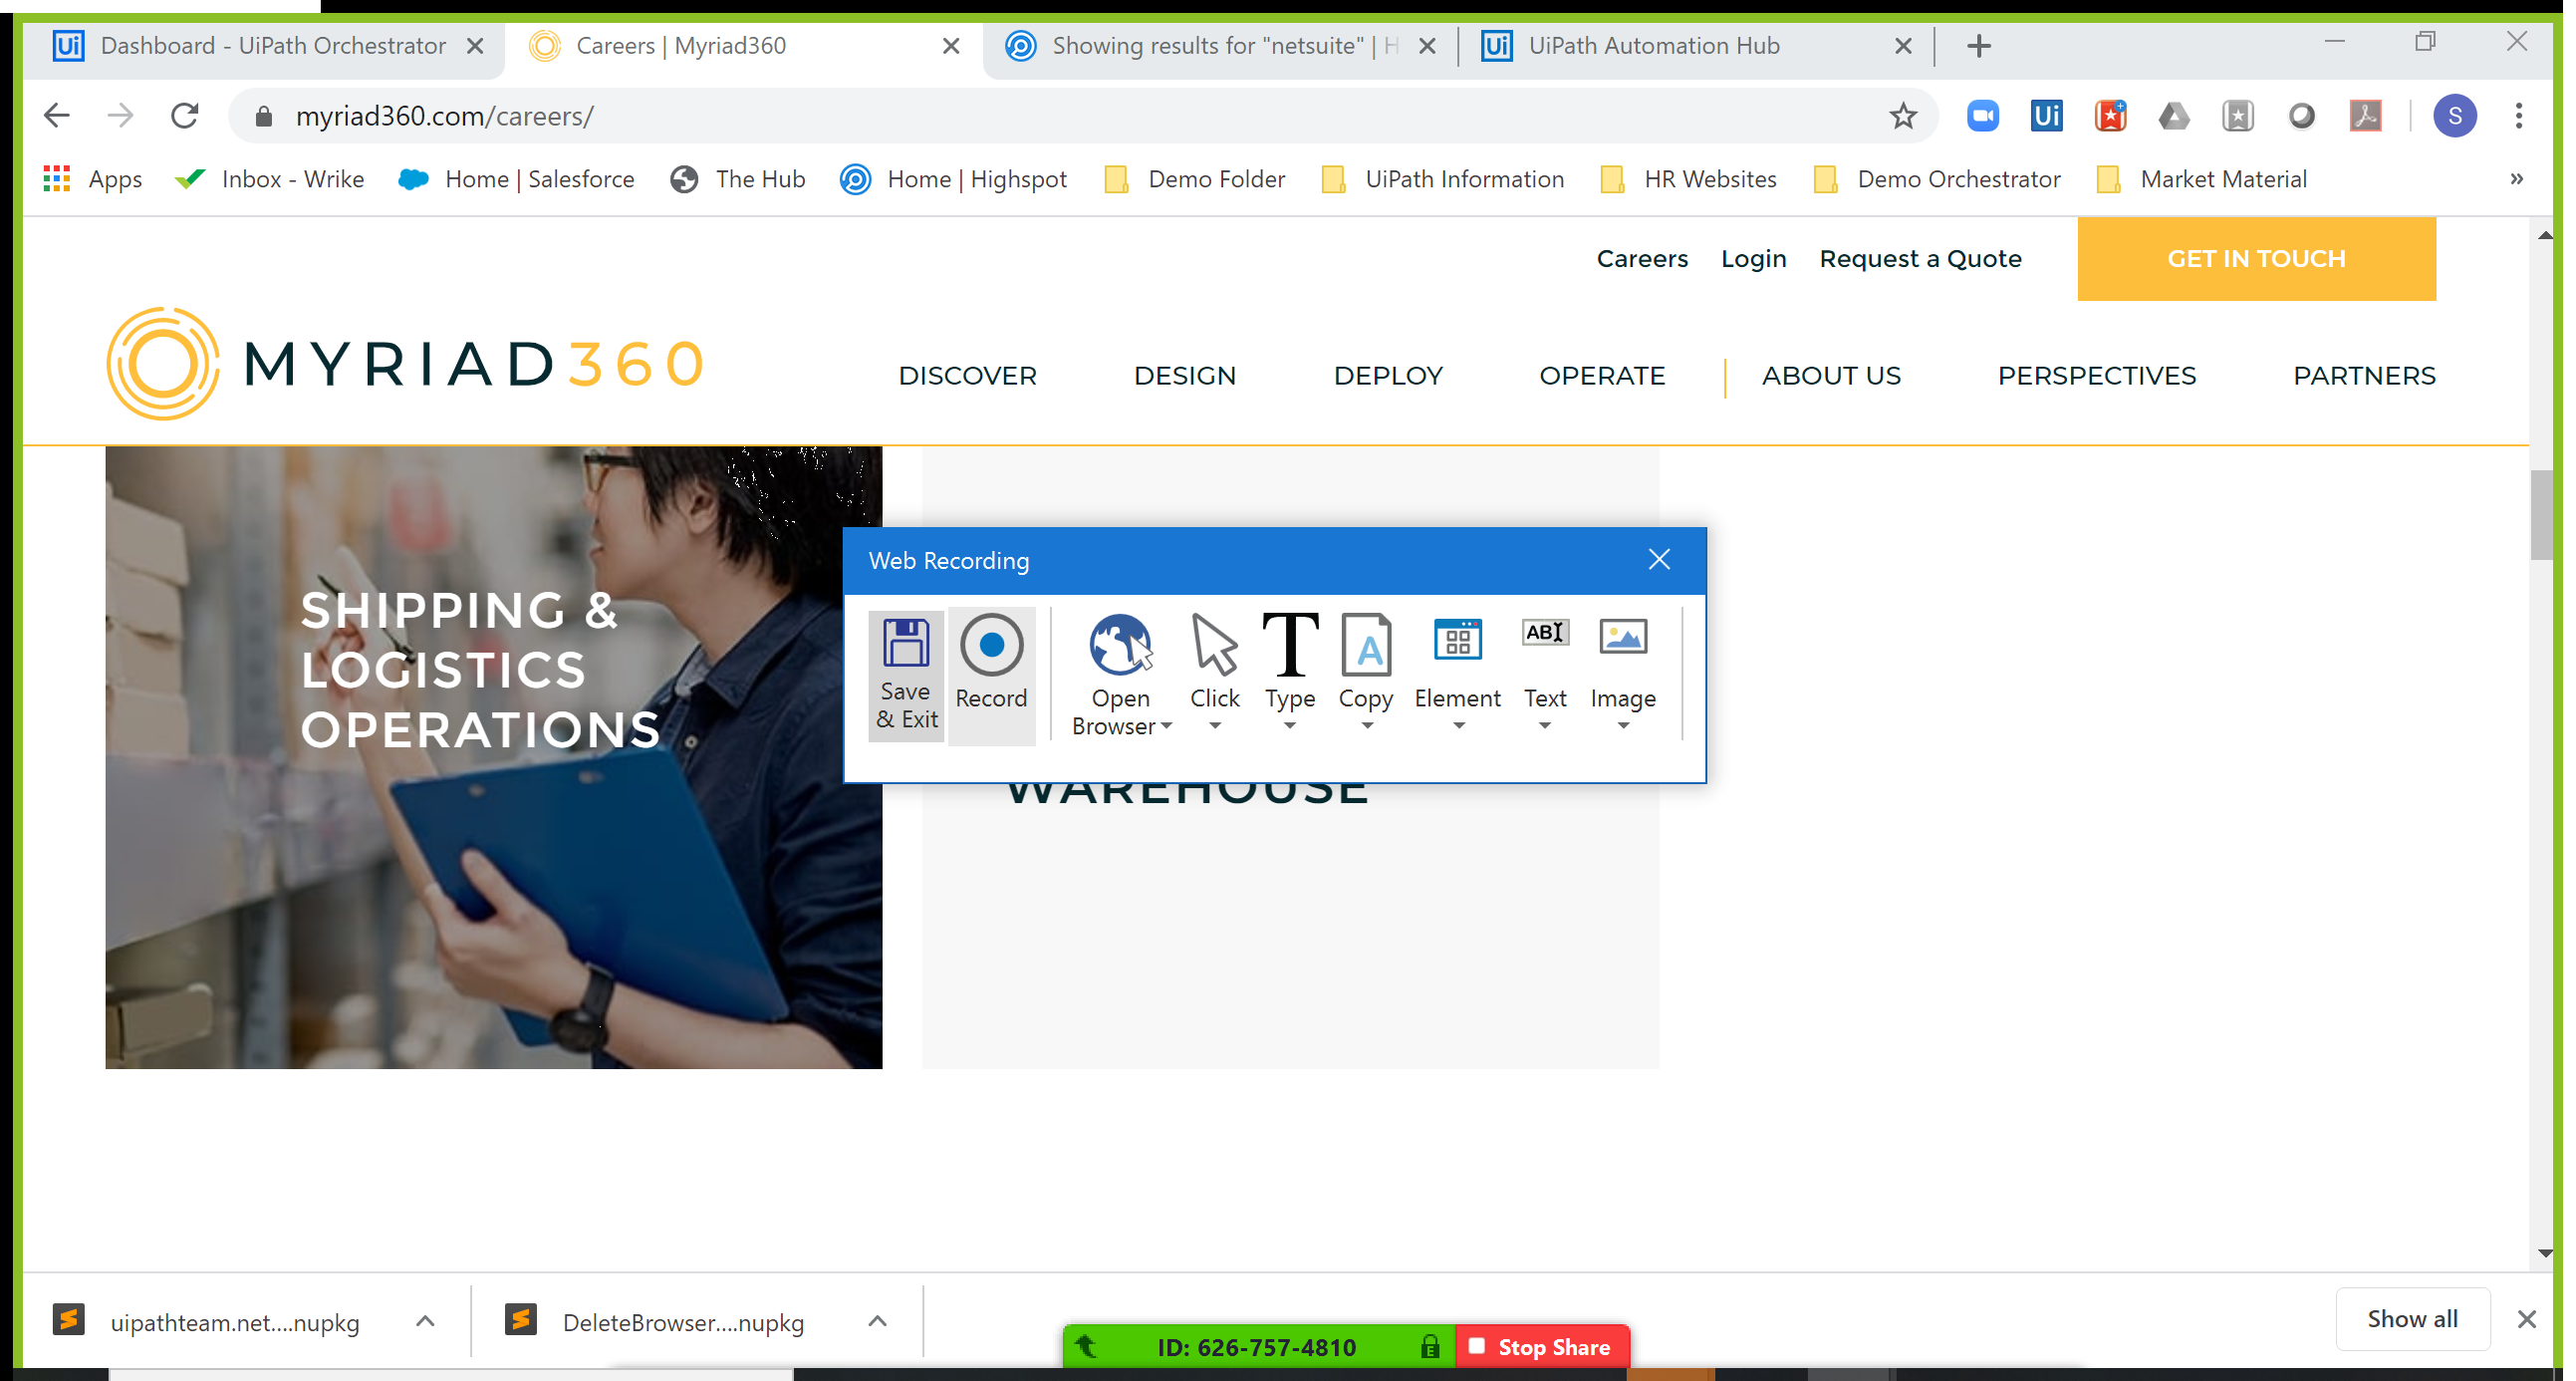 Dashboard - UiPath Orchestrator
Careers | Myriad360
Showing results for "netsuite" | H
UiPath Automation Hub
myriad360.com/careers/
Ui
S
Apps
Inbox - Wrike
Home | Salesforce
The Hub
Home | Highspot
Demo Folder
UiPath Information
HR Websites
Demo Orchestrator
Market Material
»
Careers
Login
Request a Quote
GET IN TOUCH
MYRIAD360
DISCOVER
DESIGN
DEPLOY
OPERATE
ABOUT US
PERSPECTIVES
PARTNERS
SHIPPING &
LOGISTICS
OPERATIONS
Web Recording
Save
& Exit
Record
Open
Browser
Click
Type
Copy
Element
Text
Image
WAREHOUSE
uipathteam.net....nupkg
DeleteBrowser....nupkg
Show all
ID: 626-757-4810
Stop Share